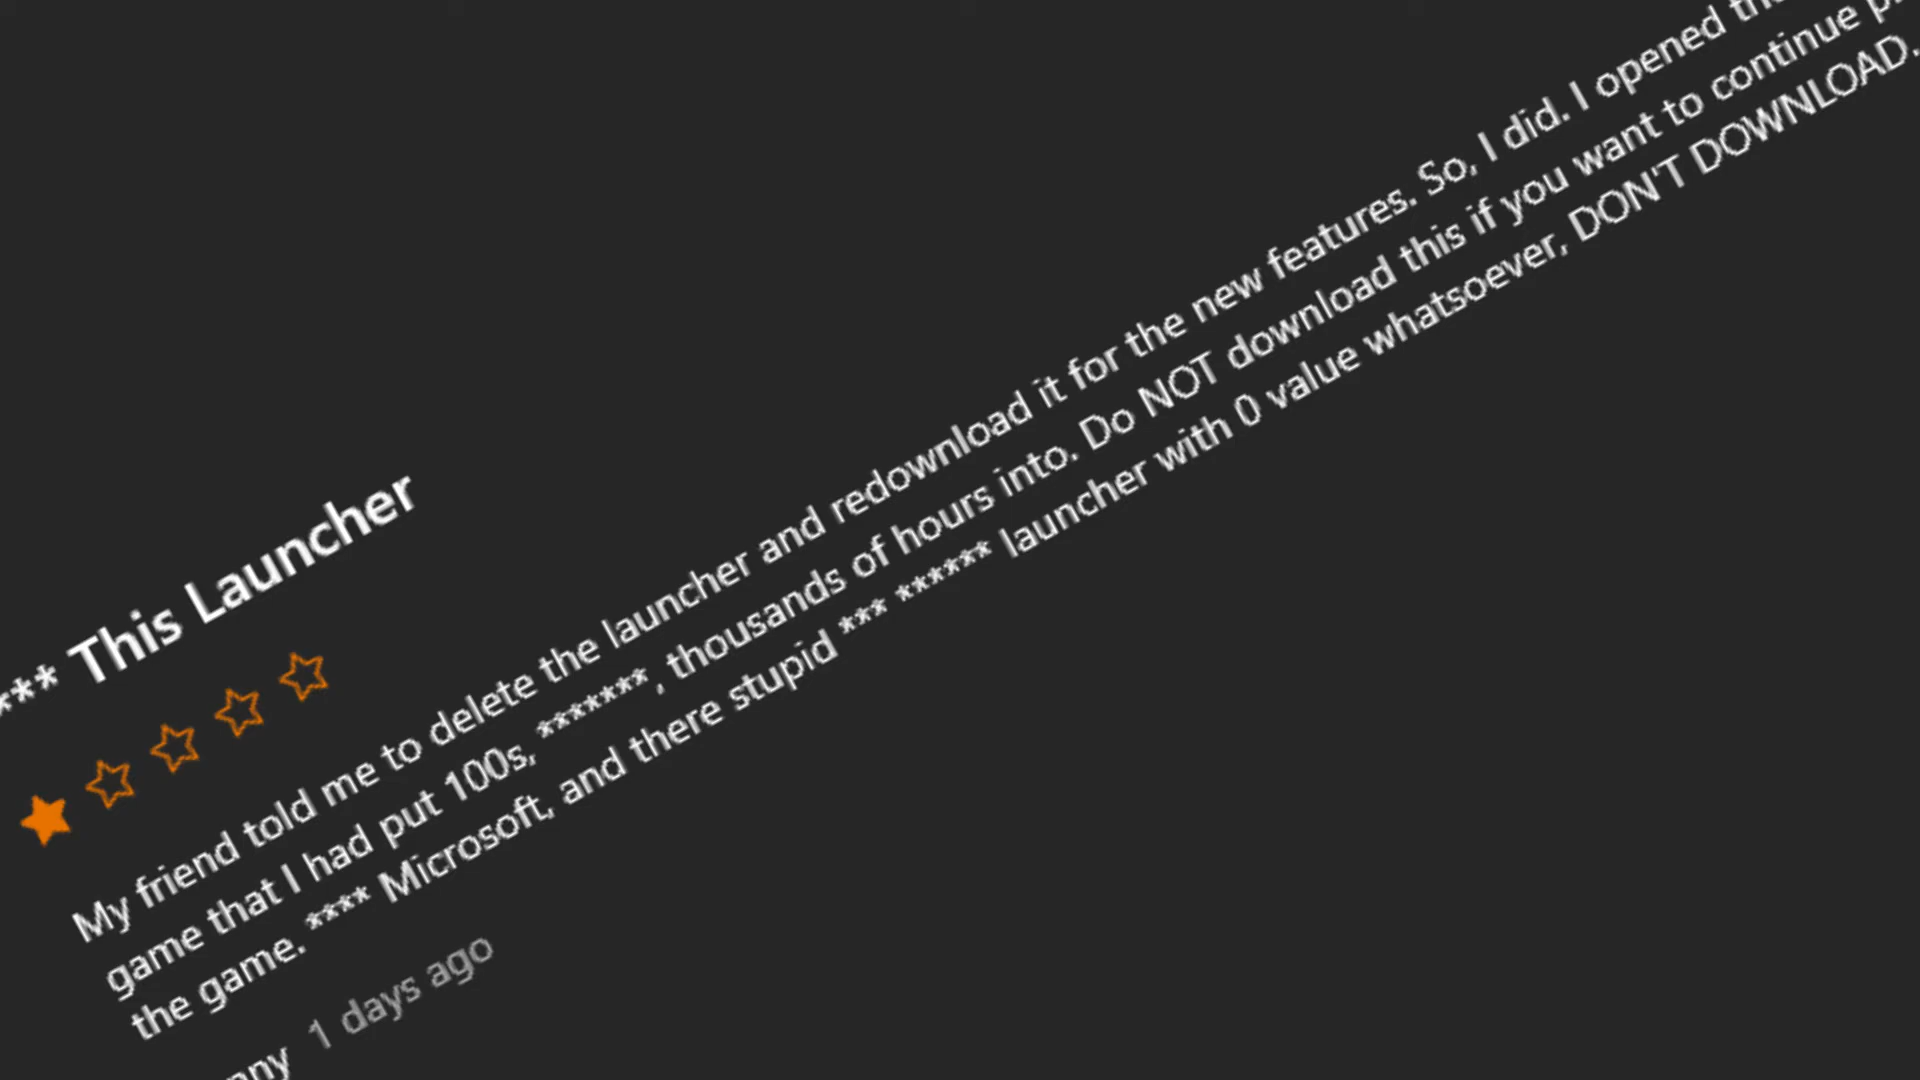 *** This Launcher
My friend told me to delete the launcher and redownload it for the new features. So, I did. I opened
game that I had put 100s, *******, thousands of hours into. Do NOT download this if you want to continue
the game. **** Microsoft, and there stupid *** ****** launcher with 0 value whatsoever, DON'T DOWNLOAD.
1 days ago